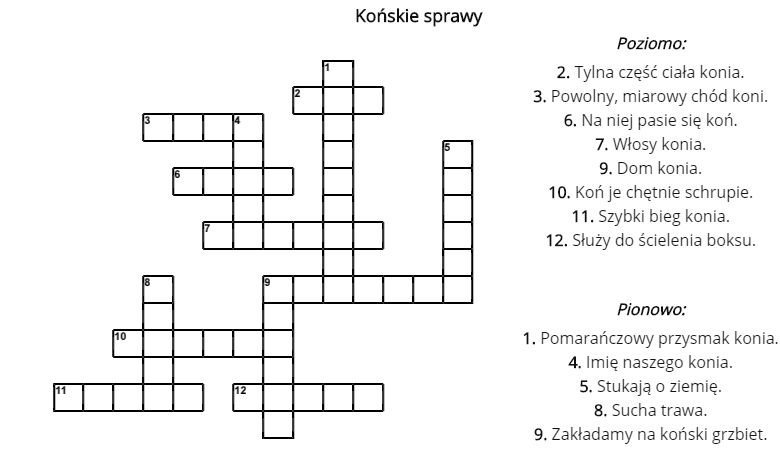 Końskie sprawy
1
2
3
4
5
6
7
8
9
10
11
12
Poziomo:
2. Tylna część ciała konia.
3. Powolny, miarowy chód koni.
6. Na niej pasie się koń.
7. Włosy konia.
9. Dom konia.
10. Koń je chętnie schrupie.
11. Szybki bieg konia.
12. Służy do ścielenia boksu.
Pionowo:
1. Pomarańczowy przysmak konia.
4. Imię naszego konia.
5. Stukają o ziemię.
8. Sucha trawa.
9. Zakładamy na koński grzbiet.